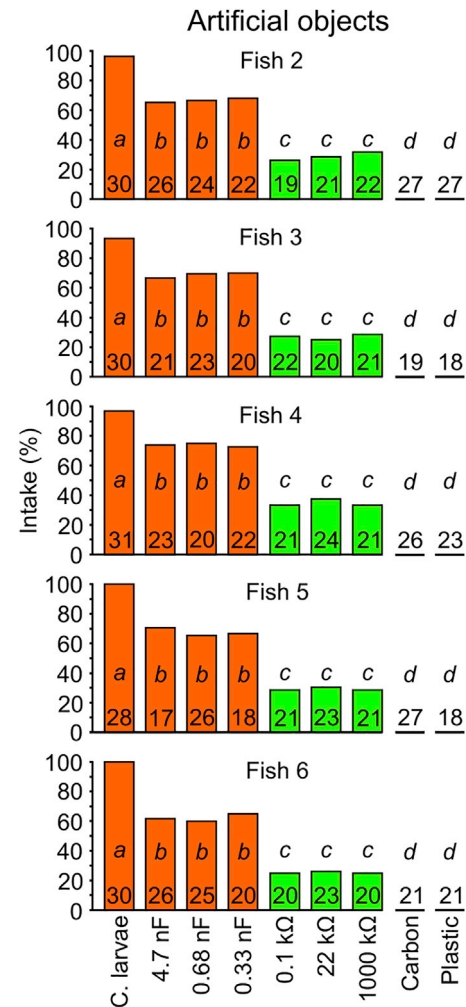 Artificial objects
Fish 2
100
80
60
40
20
0
a b b b c c c d d
30 26 24 22 19 21 22 27 27
Fish 3
100
80
60
40
20
0
a b b b c c c d d
30 21 23 20 22 20 21 19 18
Intake (%)
Fish 4
100
80
60
40
20
0
a b b b c c c d d
31 23 20 22 21 24 21 26 23
Fish 5
100
80
60
40
20
0
a b b b c c c d d
28 17 26 18 21 23 21 27 18
Fish 6
100
80
60
40
20
0
a b b b c c c d d
30 26 25 20 20 23 20 21 21
C. larvae
4.7 nF
0.68 nF
0.33 nF
0.1 kΩ
22 kΩ
1000 kΩ
Carbon
Plastic